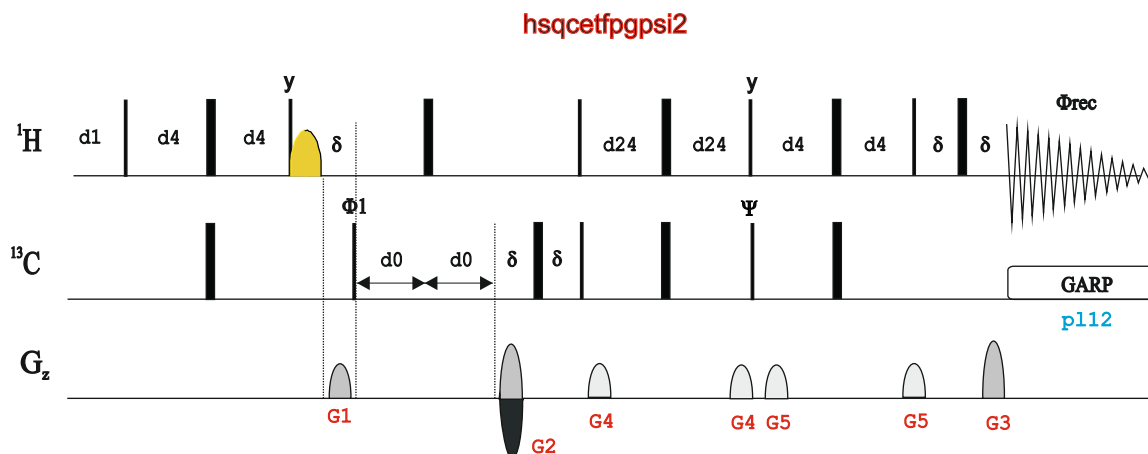 hsqcetfpgpsi2
y y
¹H d1 d4 d4 δ d24 d24 d4 d4 δ δ Φrec
Φ1 Ψ
¹³C d0 d0 δ δ GARP
pl12
Gz
G1 G2 G4 G4 G5 G5 G3